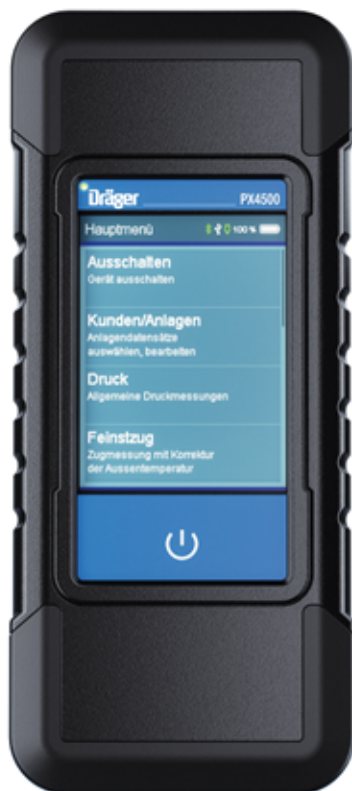 Dräger PX4500
Hauptmenü 100 %
Ausschalten
Gerät ausschalten
Kunden/Anlagen
Anlagendatensätze
auswählen, bearbeiten
Druck
Allgemeine Druckmessungen
Feinstzug
Zugmessung mit Korrektur
der Aussentemperatur